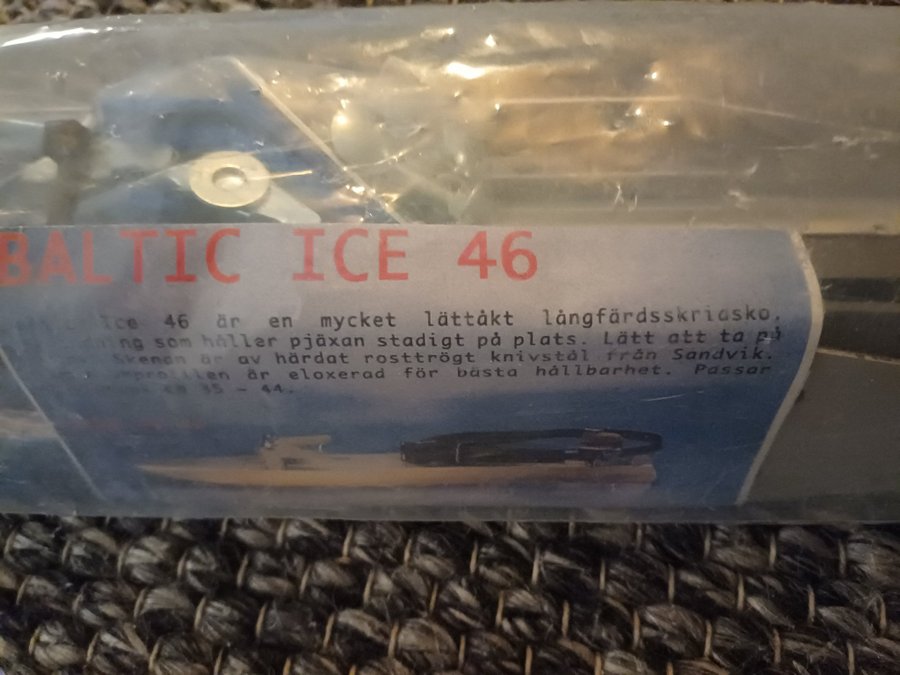 BALTIC ICE 46
Ice 46 är en mycket lättåkt långfärdsskridsko.
som håller pjäxan stadigt på plats. Lätt att ta på
Skenan är av härdat rosttrögt knivstål från Sandvik.
är eloxerad för bästa hållbarhet. Passar
35 - 44.